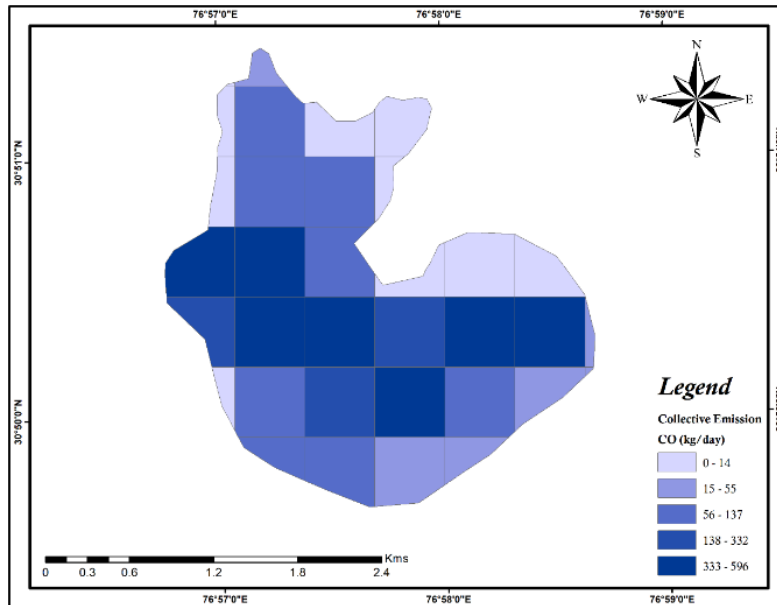 76°57'0"E 76°58'0"E 76°59'0"E
N
W E
S
30°51'0"N
30°50'0"N
Legend
Collective Emission
CO (kg/day)
0 - 14
15 - 55
56 - 137
138 - 332
333 - 596
Kms
0 0.3 0.6 1.2 1.8 2.4
76°57'0"E 76°58'0"E 76°59'0"E